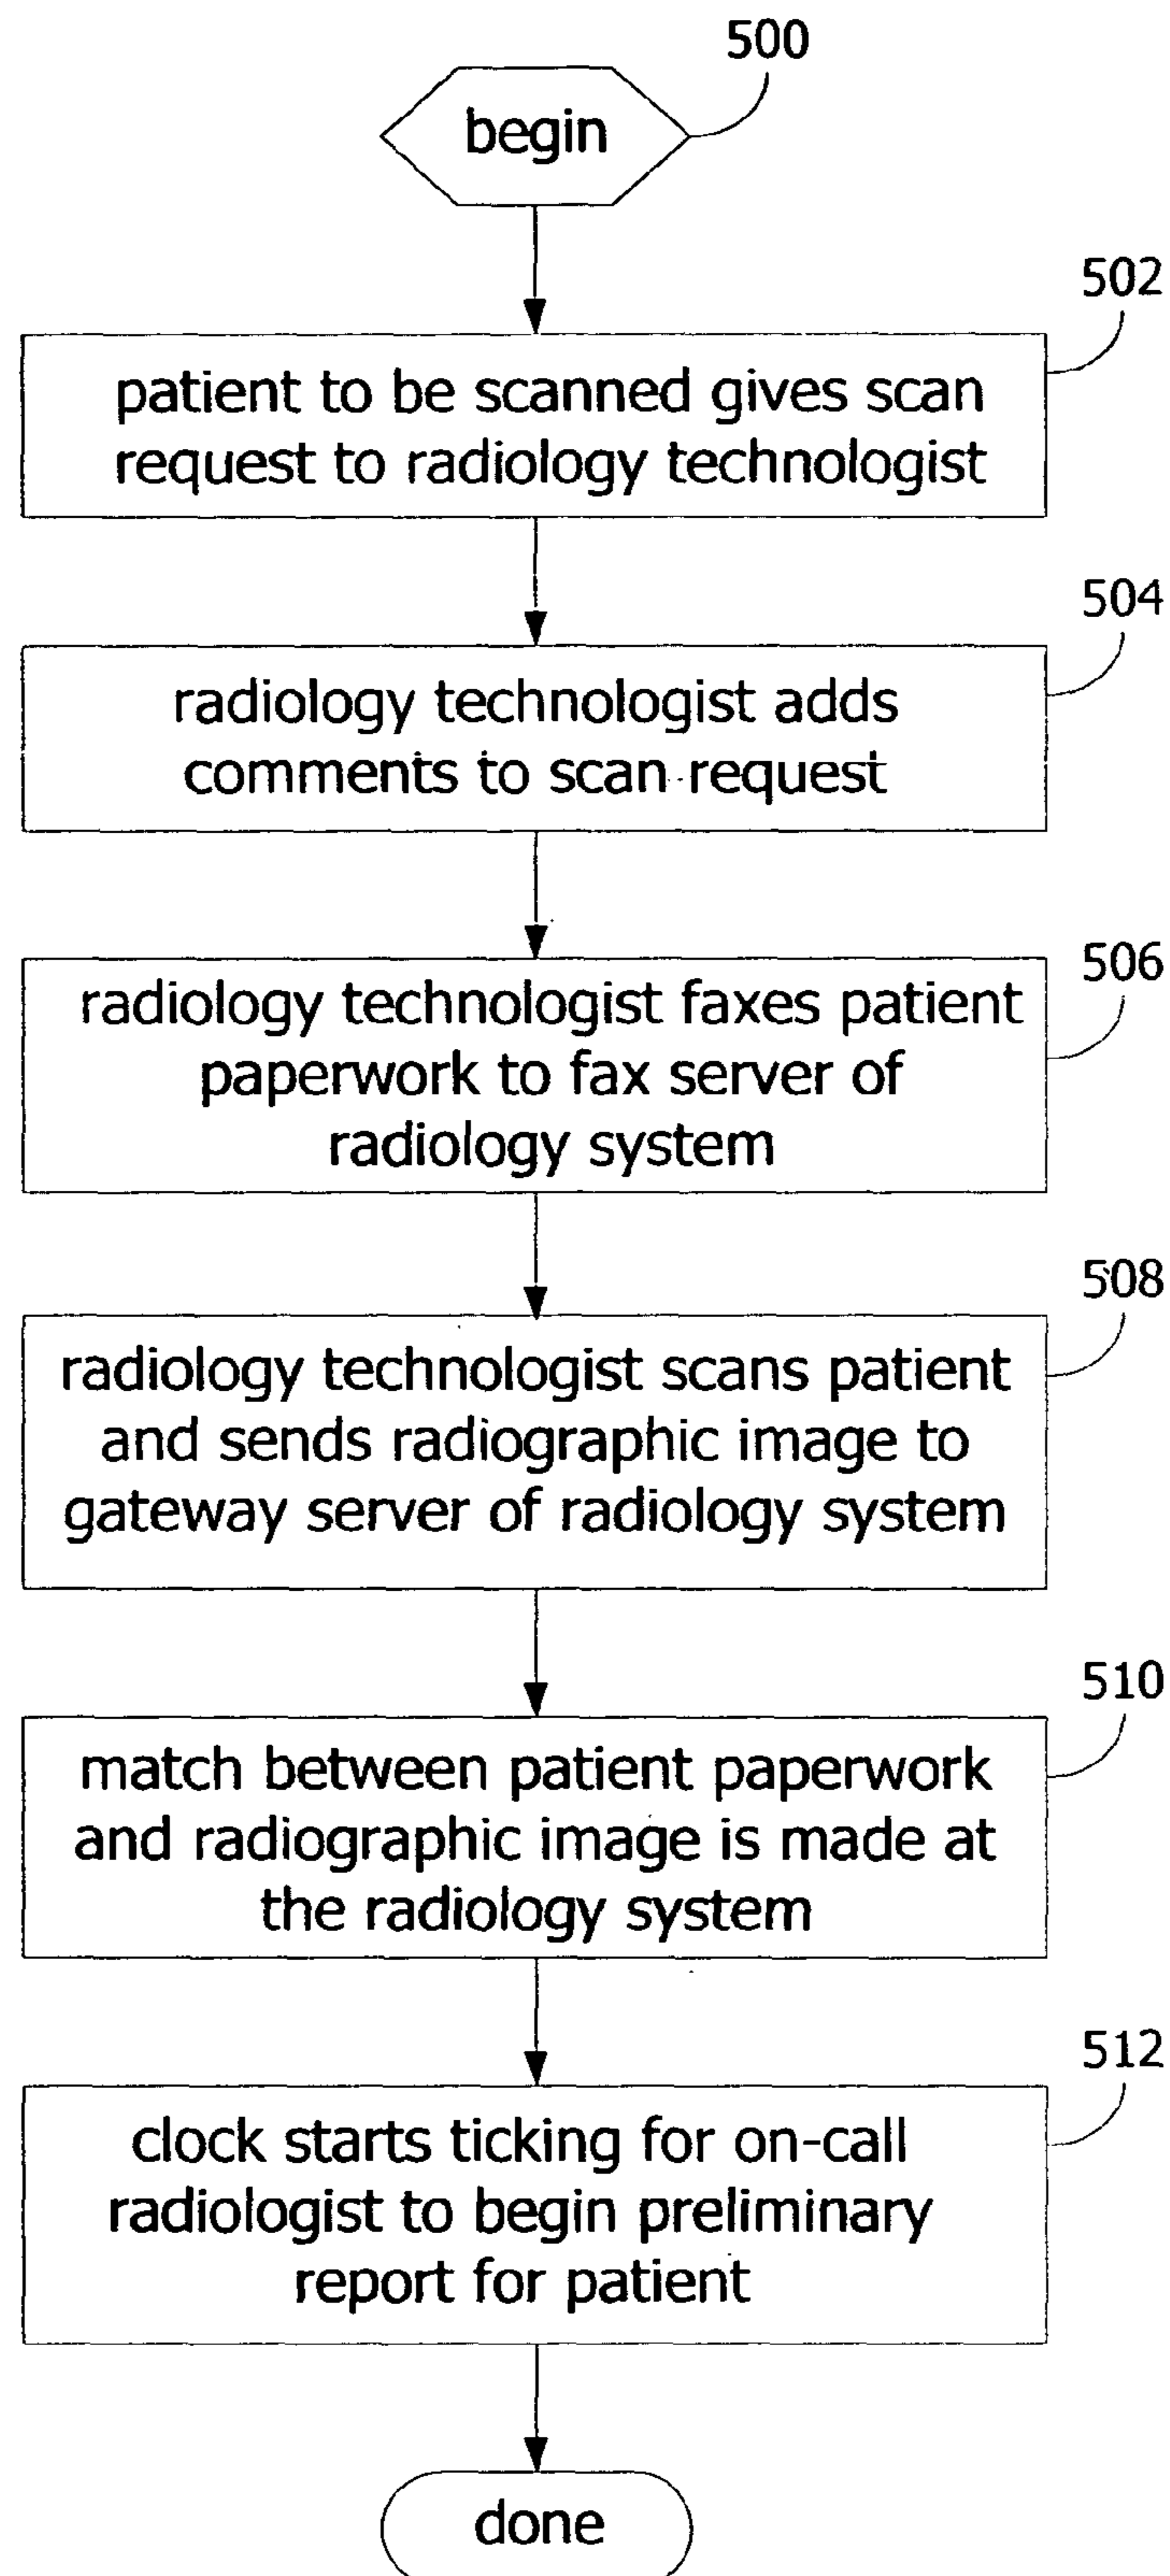 500
begin
502
patient to be scanned gives scan
request to radiology technologist
504
radiology technologist adds
comments to scan request
506
radiology technologist faxes patient
paperwork to fax server of
radiology system
508
radiology technologist scans patient
and sends radiographic image to
gateway server of radiology system
510
match between patient paperwork
and radiographic image is made at
the radiology system
512
clock starts ticking for on-call
radiologist to begin preliminary
report for patient
done